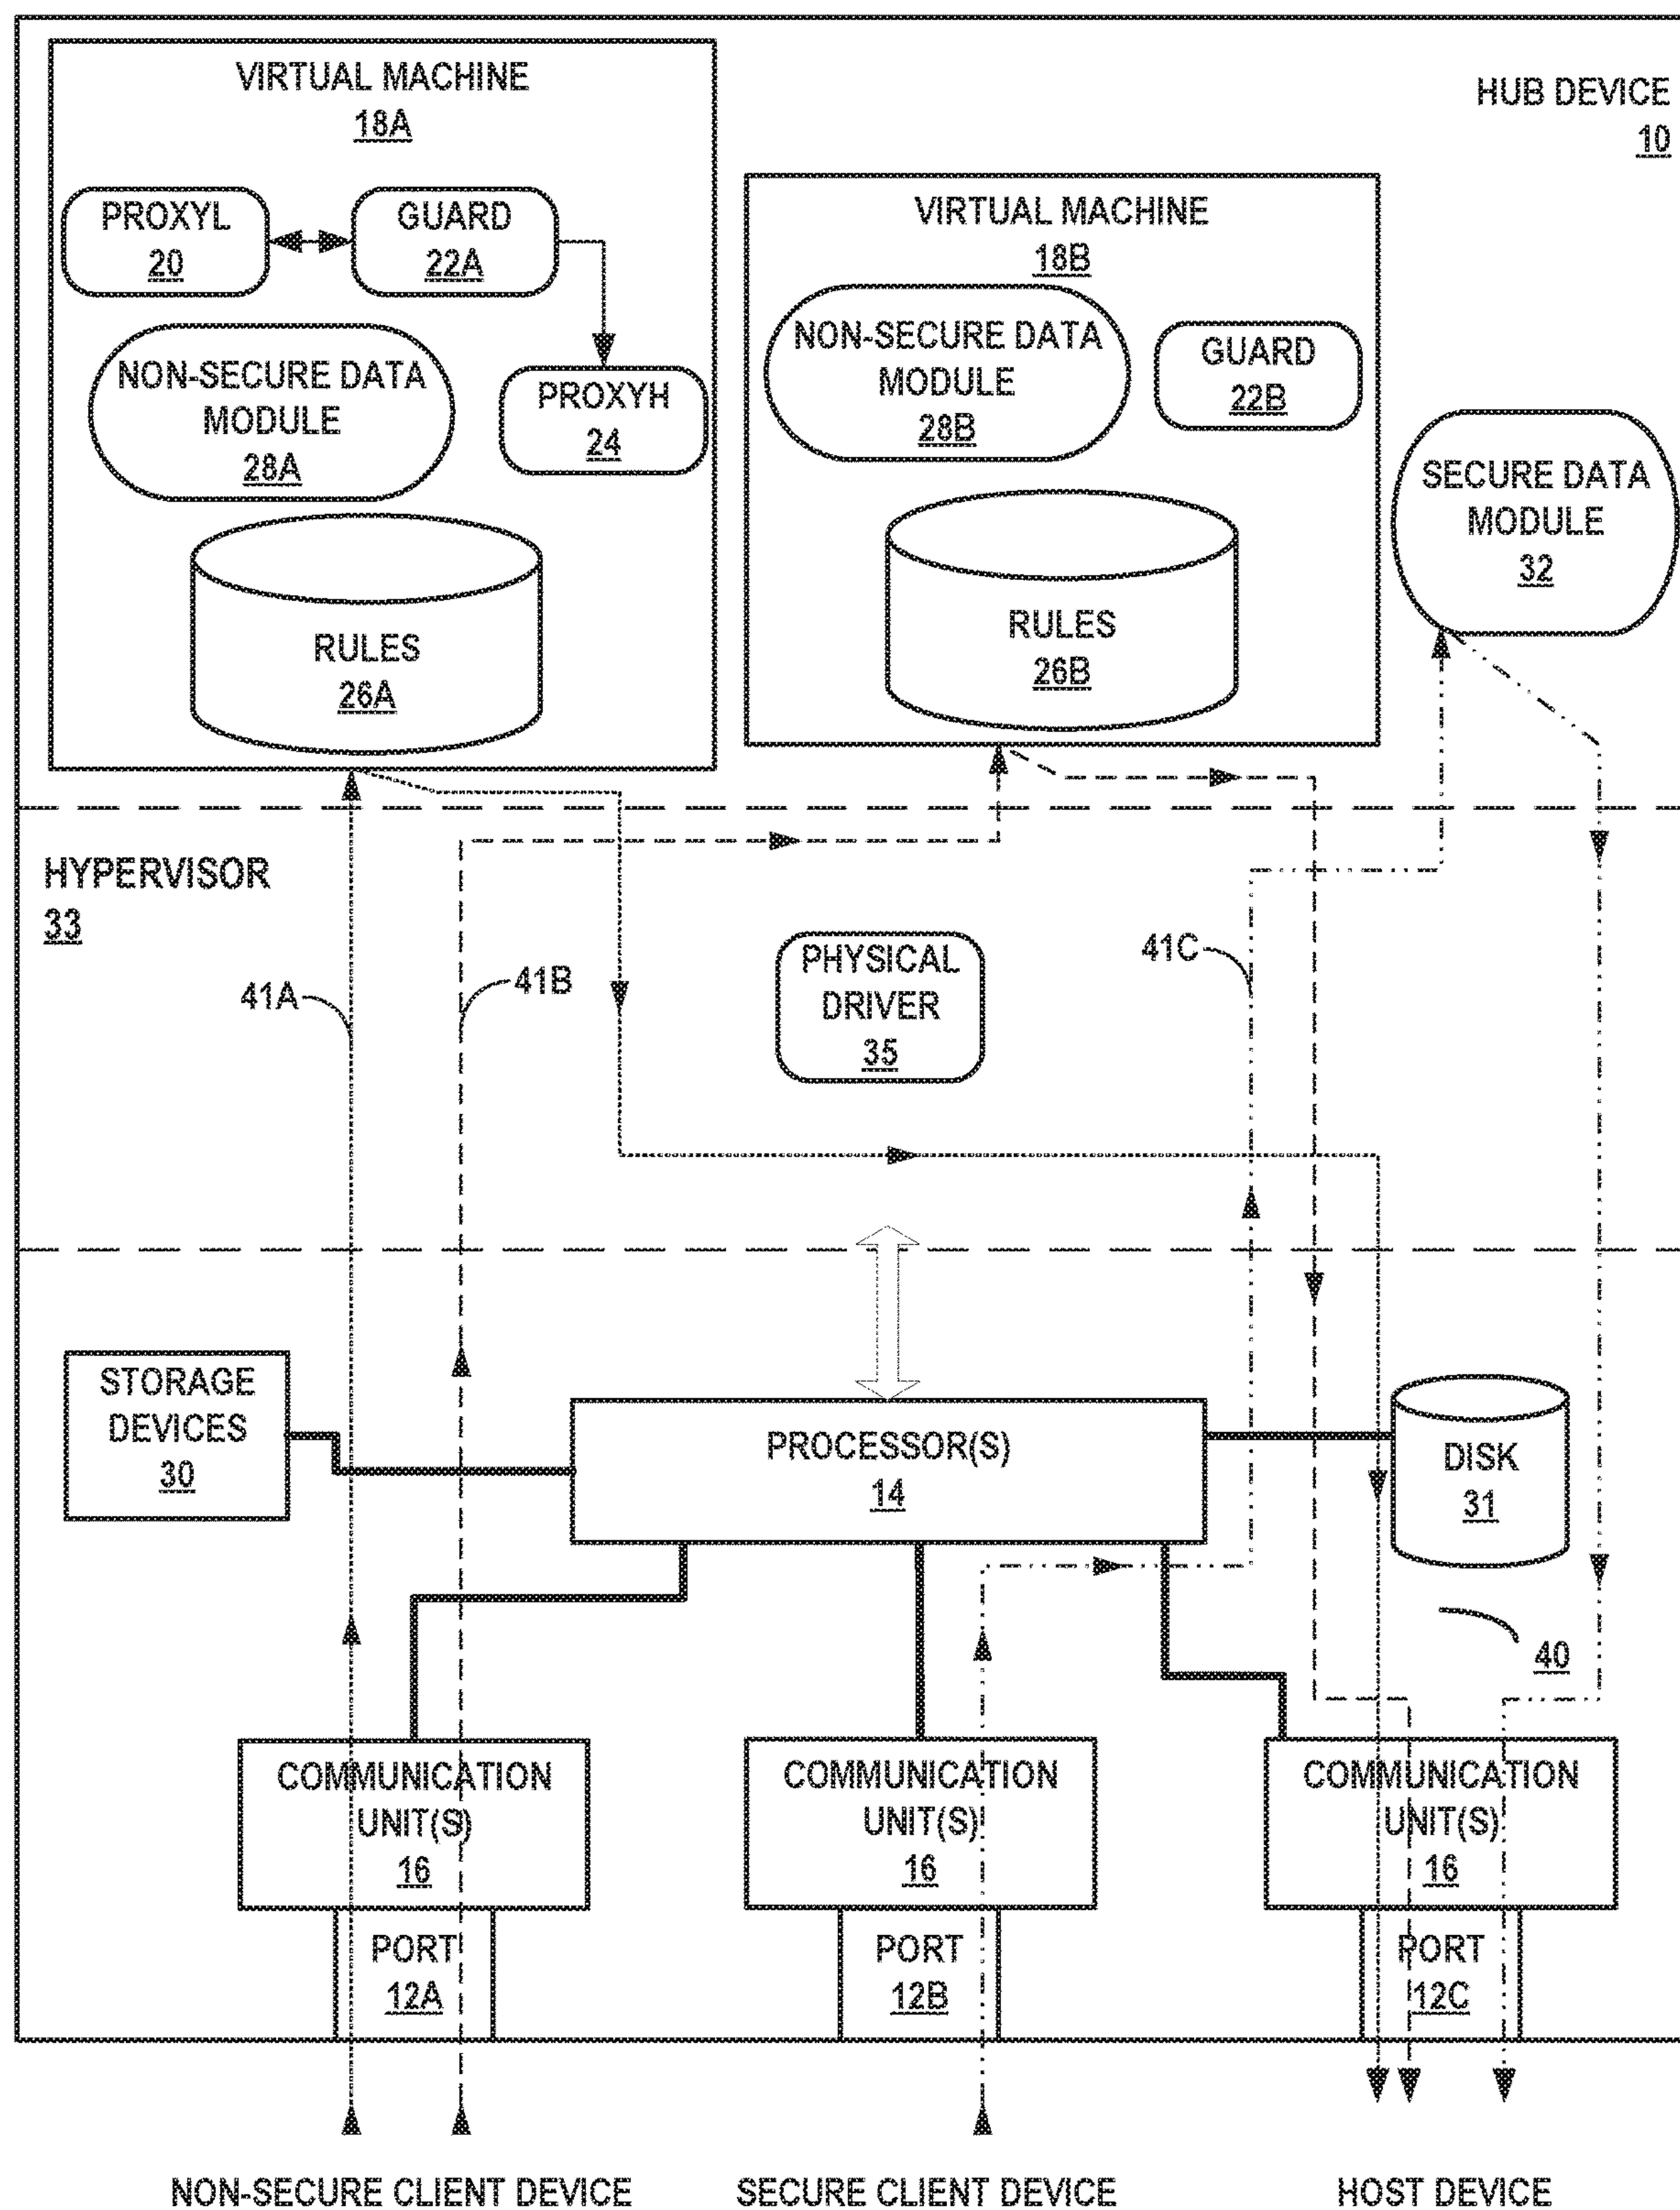 HUB DEVICE
10
VIRTUAL MACHINE
18A
PROXYL
20
GUARD
22A
NON-SECURE DATA
MODULE
28A
PROXYH
24
RULES
26A
VIRTUAL MACHINE
18B
NON-SECURE DATA
MODULE
28B
GUARD
22B
RULES
26B
SECURE DATA
MODULE
32
HYPERVISOR
33
41A
41B
PHYSICAL
DRIVER
35
41C
STORAGE
DEVICES
30
PROCESSOR(S)
14
DISK
31
40
COMMUNICATION
UNIT(S)
16
COMMUNICATION
UNIT(S)
16
COMMUNICATION
UNIT(S)
16
PORT
12A
PORT
12B
PORT
12C
NON-SECURE CLIENT DEVICE
SECURE CLIENT DEVICE
HOST DEVICE